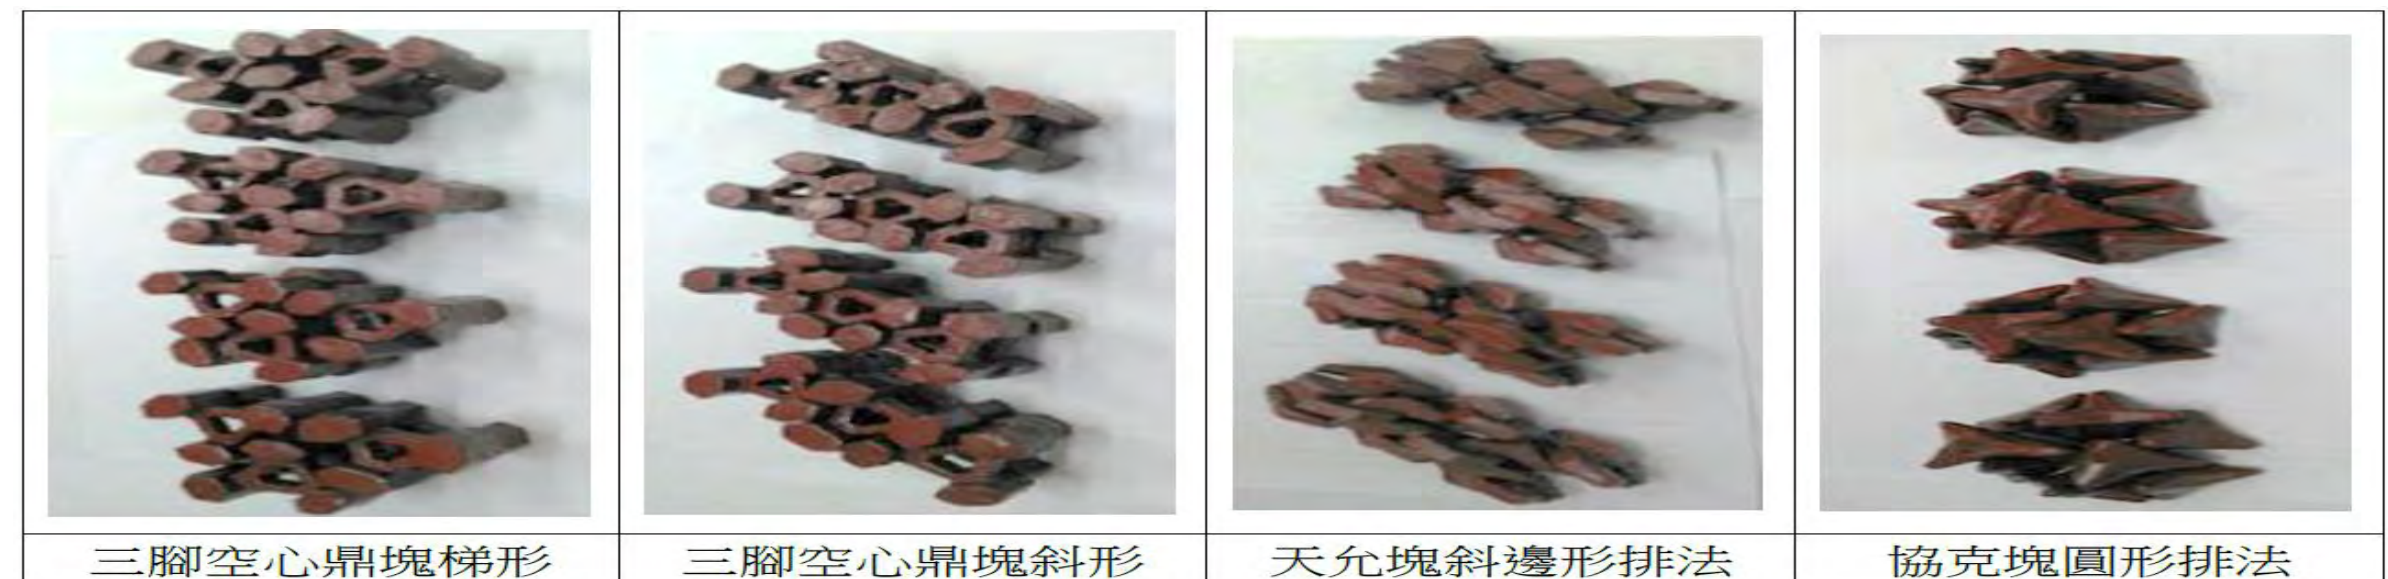 三腳空心鼎塊梯形
三腳空心鼎塊斜形
天允塊斜邊形排法
協克塊圓形排法